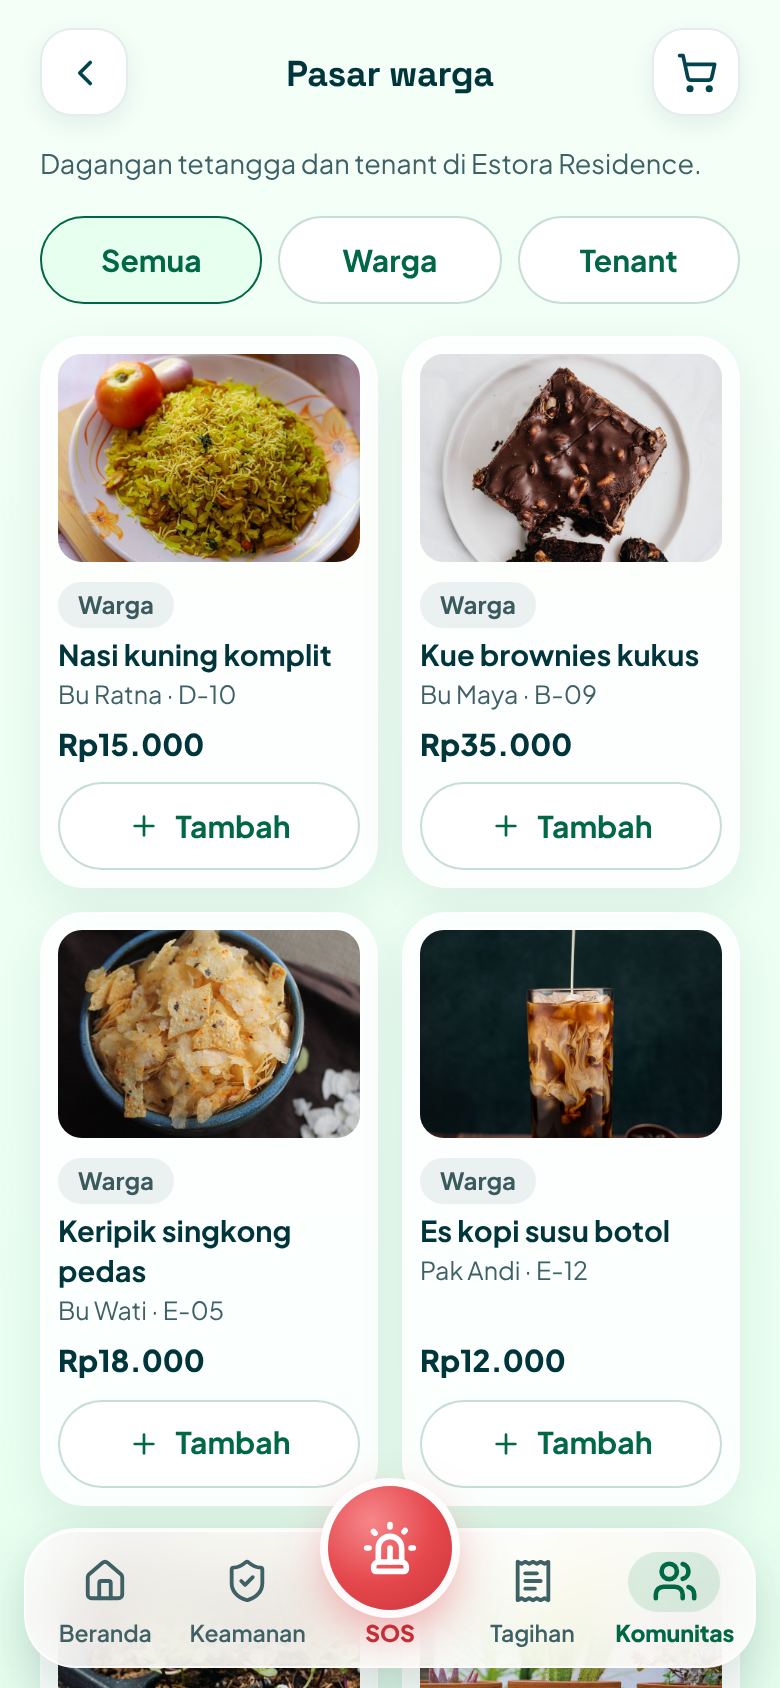 Pasar warga
Dagangan tetangga dan tenant di Estora Residence.
Semua
Warga
Tenant
Warga
Nasi kuning komplit
Bu Ratna · D-10
Rp15.000
+ Tambah
Warga
Kue brownies kukus
Bu Maya · B-09
Rp35.000
+ Tambah
Warga
Keripik singkong
pedas
Bu Wati · E-05
Rp18.000
+ Tambah
Warga
Es kopi susu botol
Pak Andi · E-12
Rp12.000
+ Tambah
Beranda
Keamanan
SOS
Tagihan
Komunitas